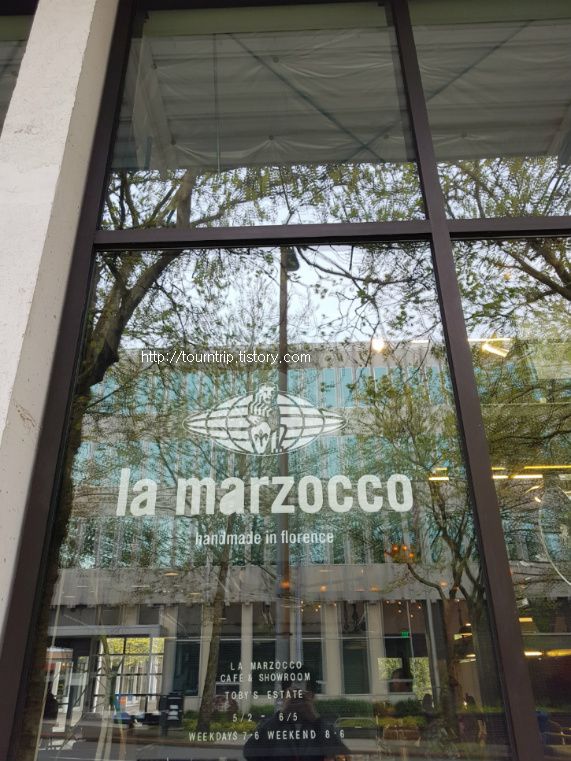 http://tourntrip.tistory.com
la marzocco
handmade in florence
LA MARZOCCO
CAFE & SHOWROOM
TOBY'S ESTATE
5/2 - 6/5
WEEKDAYS 7-6 WEEKEND 8-6